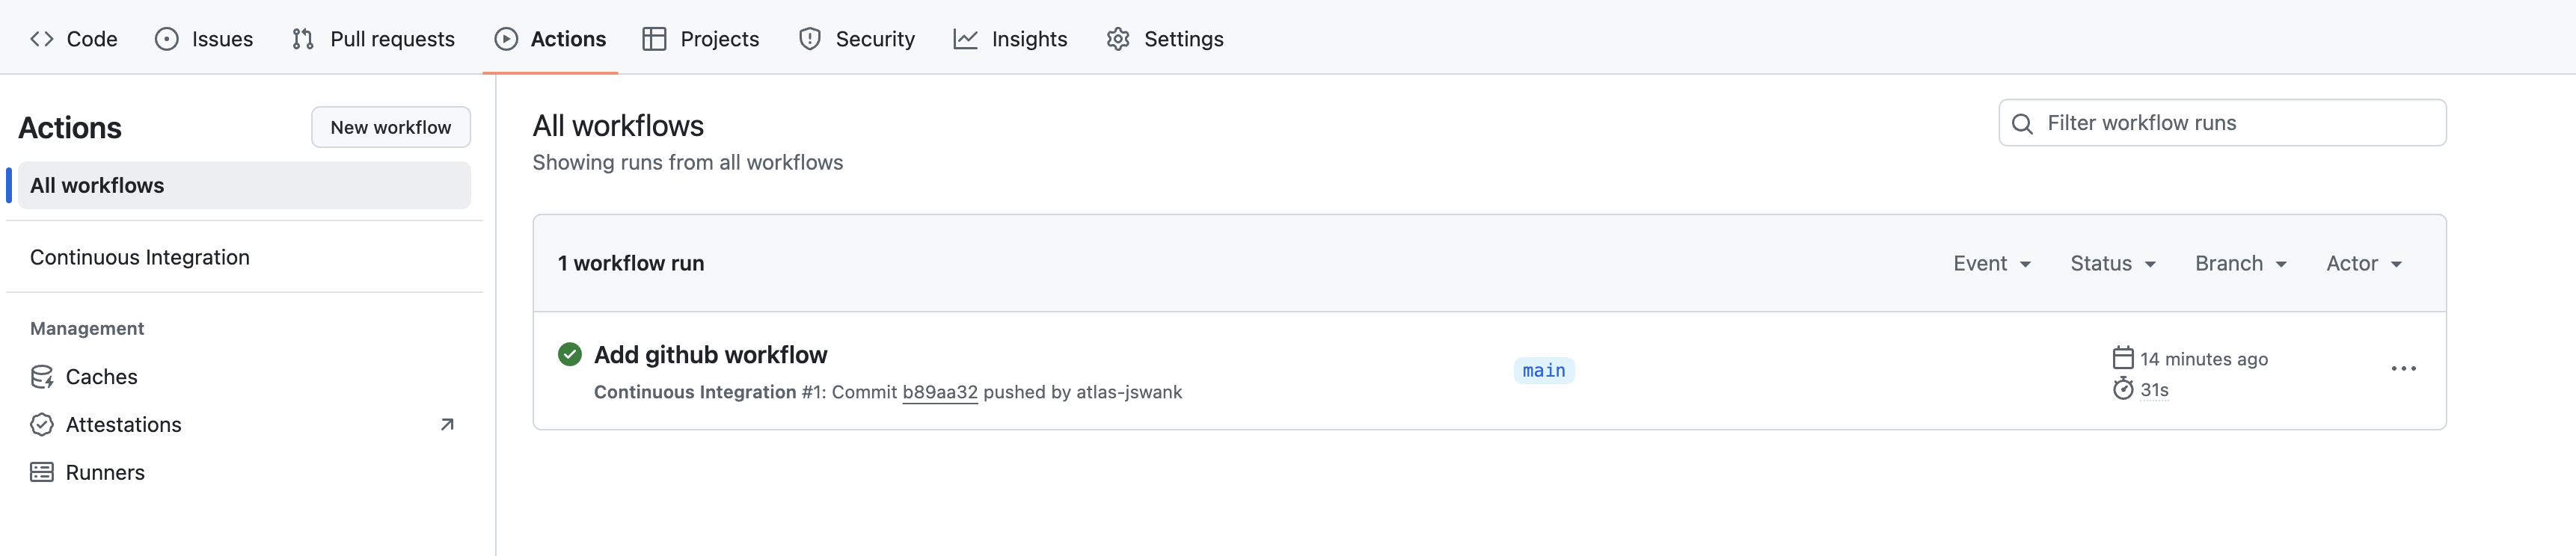 Code Issues Pull requests Actions Projects Security Insights Settings
Actions
New workflow
All workflows
Continuous Integration
Management
Caches
Attestations
Runners
All workflows
Showing runs from all workflows
Filter workflow runs
1 workflow run
Event Status Branch Actor
Add github workflow
Continuous Integration #1: Commit b89aa32 pushed by atlas-jswank
main
14 minutes ago
31s